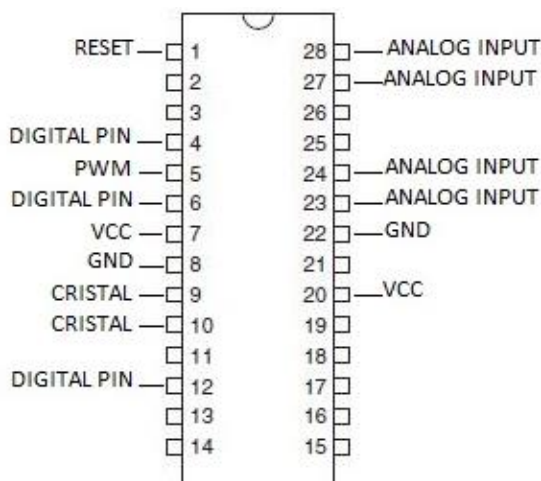 RESET 1 28 ANALOG INPUT
2 27 ANALOG INPUT
3 26
DIGITAL PIN 4 25
PWM 5 24 ANALOG INPUT
DIGITAL PIN 6 23 ANALOG INPUT
VCC 7 22 GND
GND 8 21
CRISTAL 9 20 VCC
CRISTAL 10 19
11 18
DIGITAL PIN 12 17
13 16
14 15